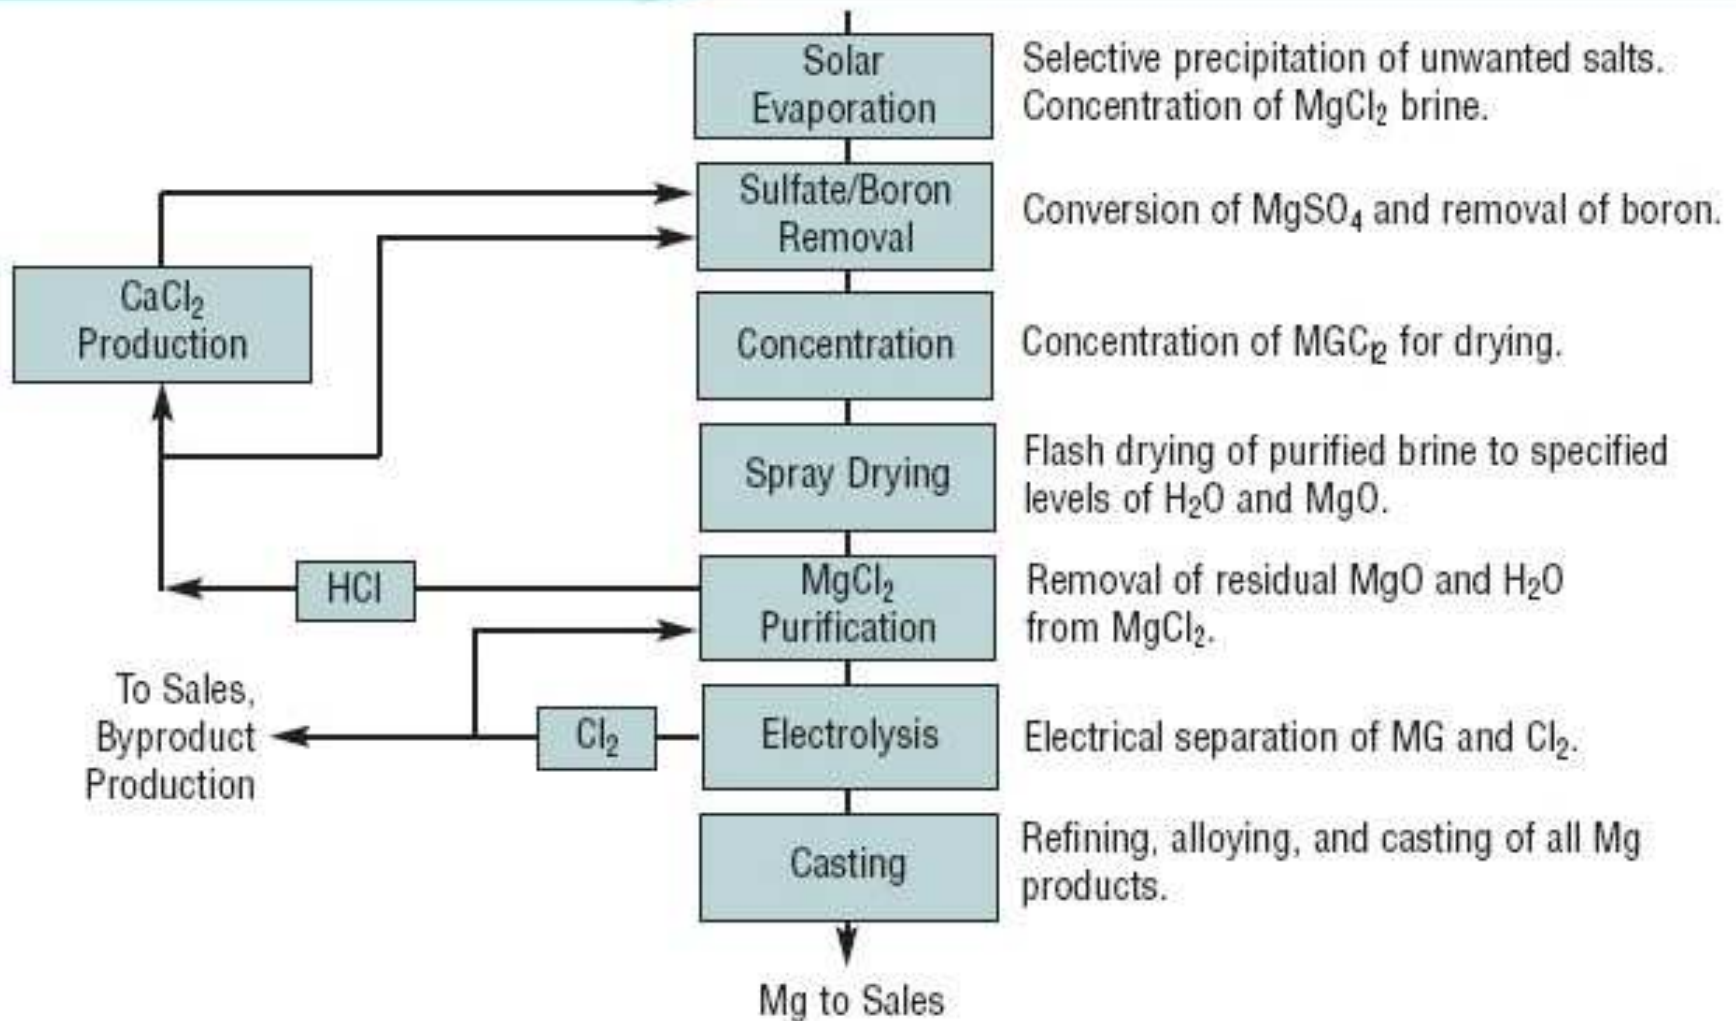 Solar
Evaporation
Selective precipitation of unwanted salts.
Concentration of MgCl₂ brine.
Sulfate/Boron
Removal
Conversion of MgSO₄ and removal of boron.
CaCl₂
Production
Concentration
Concentration of MGCl2 for drying.
Spray Drying
Flash drying of purified brine to specified
levels of H₂O and MgO.
HCl
MgCl₂
Purification
Removal of residual MgO and H₂O
from MgCl₂.
To Sales,
Byproduct
Production
Cl₂
Electrolysis
Electrical separation of MG and Cl₂.
Casting
Refining, alloying, and casting of all Mg
products.
Mg to Sales